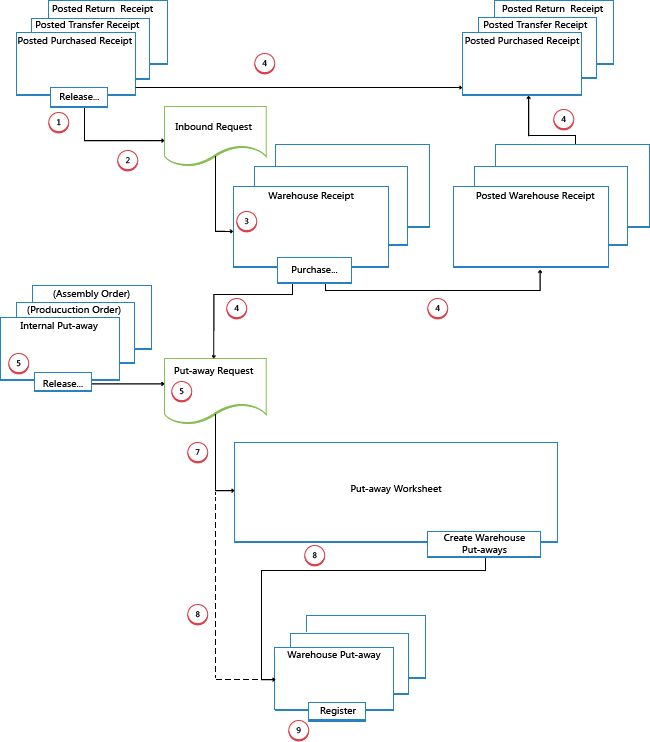 Posted Return  Receipt
Posted Transfer Receipt
Posted Purchased Receipt
Release...
1
2
4
Posted Return  Receipt
Posted Transfer Receipt
Posted Purchased Receipt
4
Inbound Request
Warehouse Receipt
3
Purchase...
Posted Warehouse Receipt
4
4
(Assembly Order)
(Producuction Order)
Internal Put-away
5
Release...
Put-away Request
5
7
Put-away Worksheet
Create Warehouse
Put-aways
8
8
Warehouse Put-away
Register
9